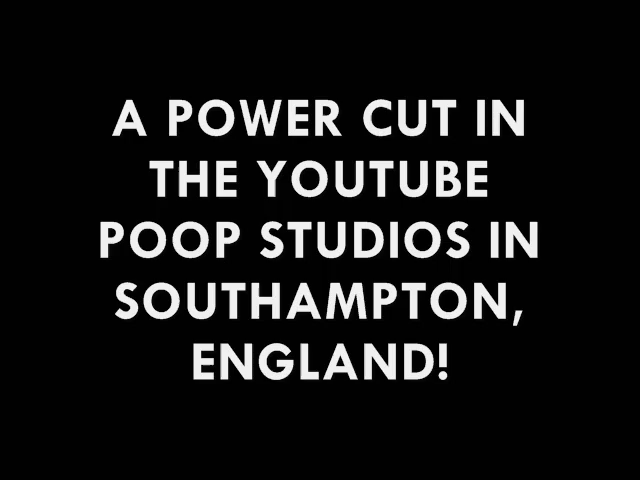 A POWER CUT IN
THE YOUTUBE
POOP STUDIOS IN
SOUTHAMPTON,
ENGLAND!